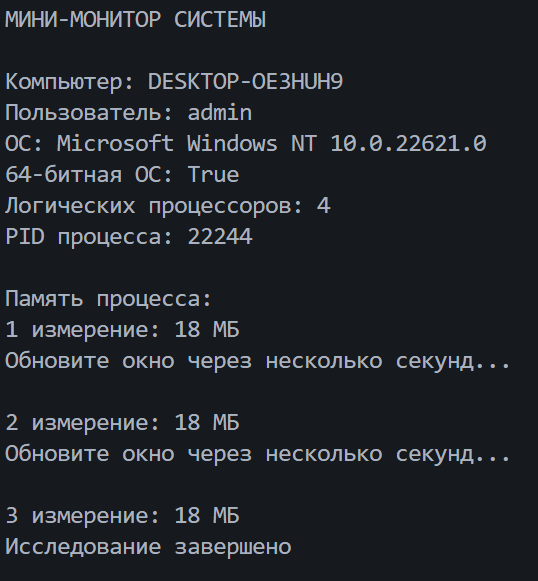 МИНИ-МОНИТОР СИСТЕМЫ
Компьютер: DESKTOP-OE3HUH9
Пользователь: admin
ОС: Microsoft Windows NT 10.0.22621.0
64-битная ОС: True
Логических процессоров: 4
PID процесса: 22244
Память процесса:
1 измерение: 18 МБ
Обновите окно через несколько секунд...
2 измерение: 18 МБ
Обновите окно через несколько секунд...
3 измерение: 18 МБ
Исследование завершено